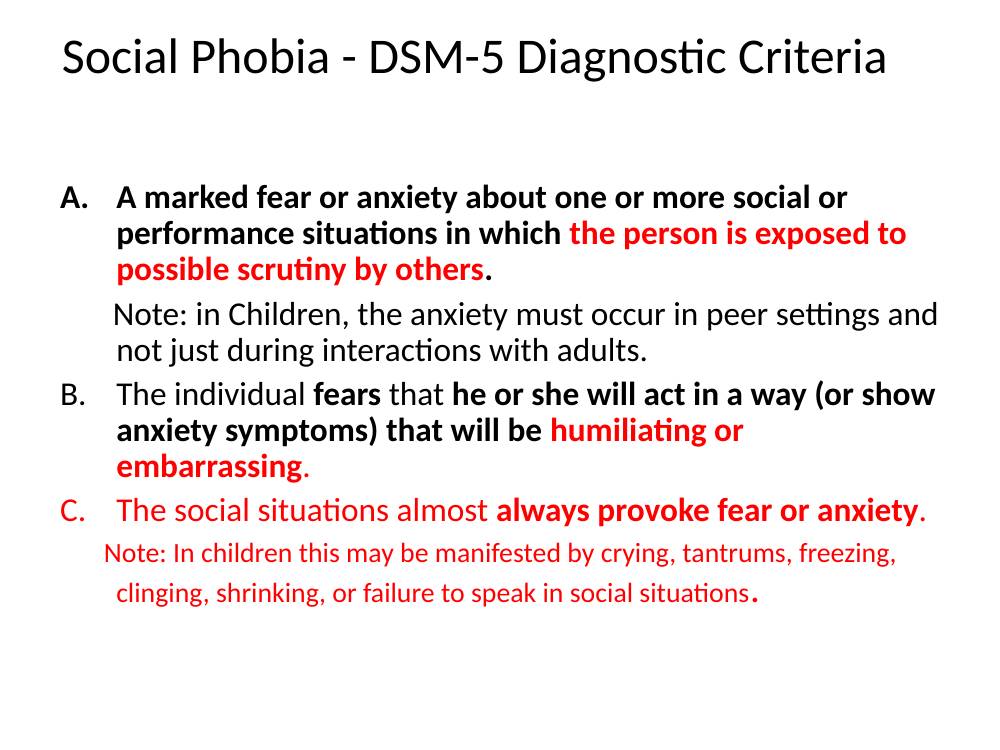 Social Phobia - DSM-5 Diagnostic Criteria
A. A marked fear or anxiety about one or more social or
performance situations in which the person is exposed to
possible scrutiny by others.
Note: in Children, the anxiety must occur in peer settings and
not just during interactions with adults.
B. The individual fears that he or she will act in a way (or show
anxiety symptoms) that will be humiliating or
embarrassing.
C. The social situations almost always provoke fear or anxiety.
Note: In children this may be manifested by crying, tantrums, freezing,
clinging, shrinking, or failure to speak in social situations.